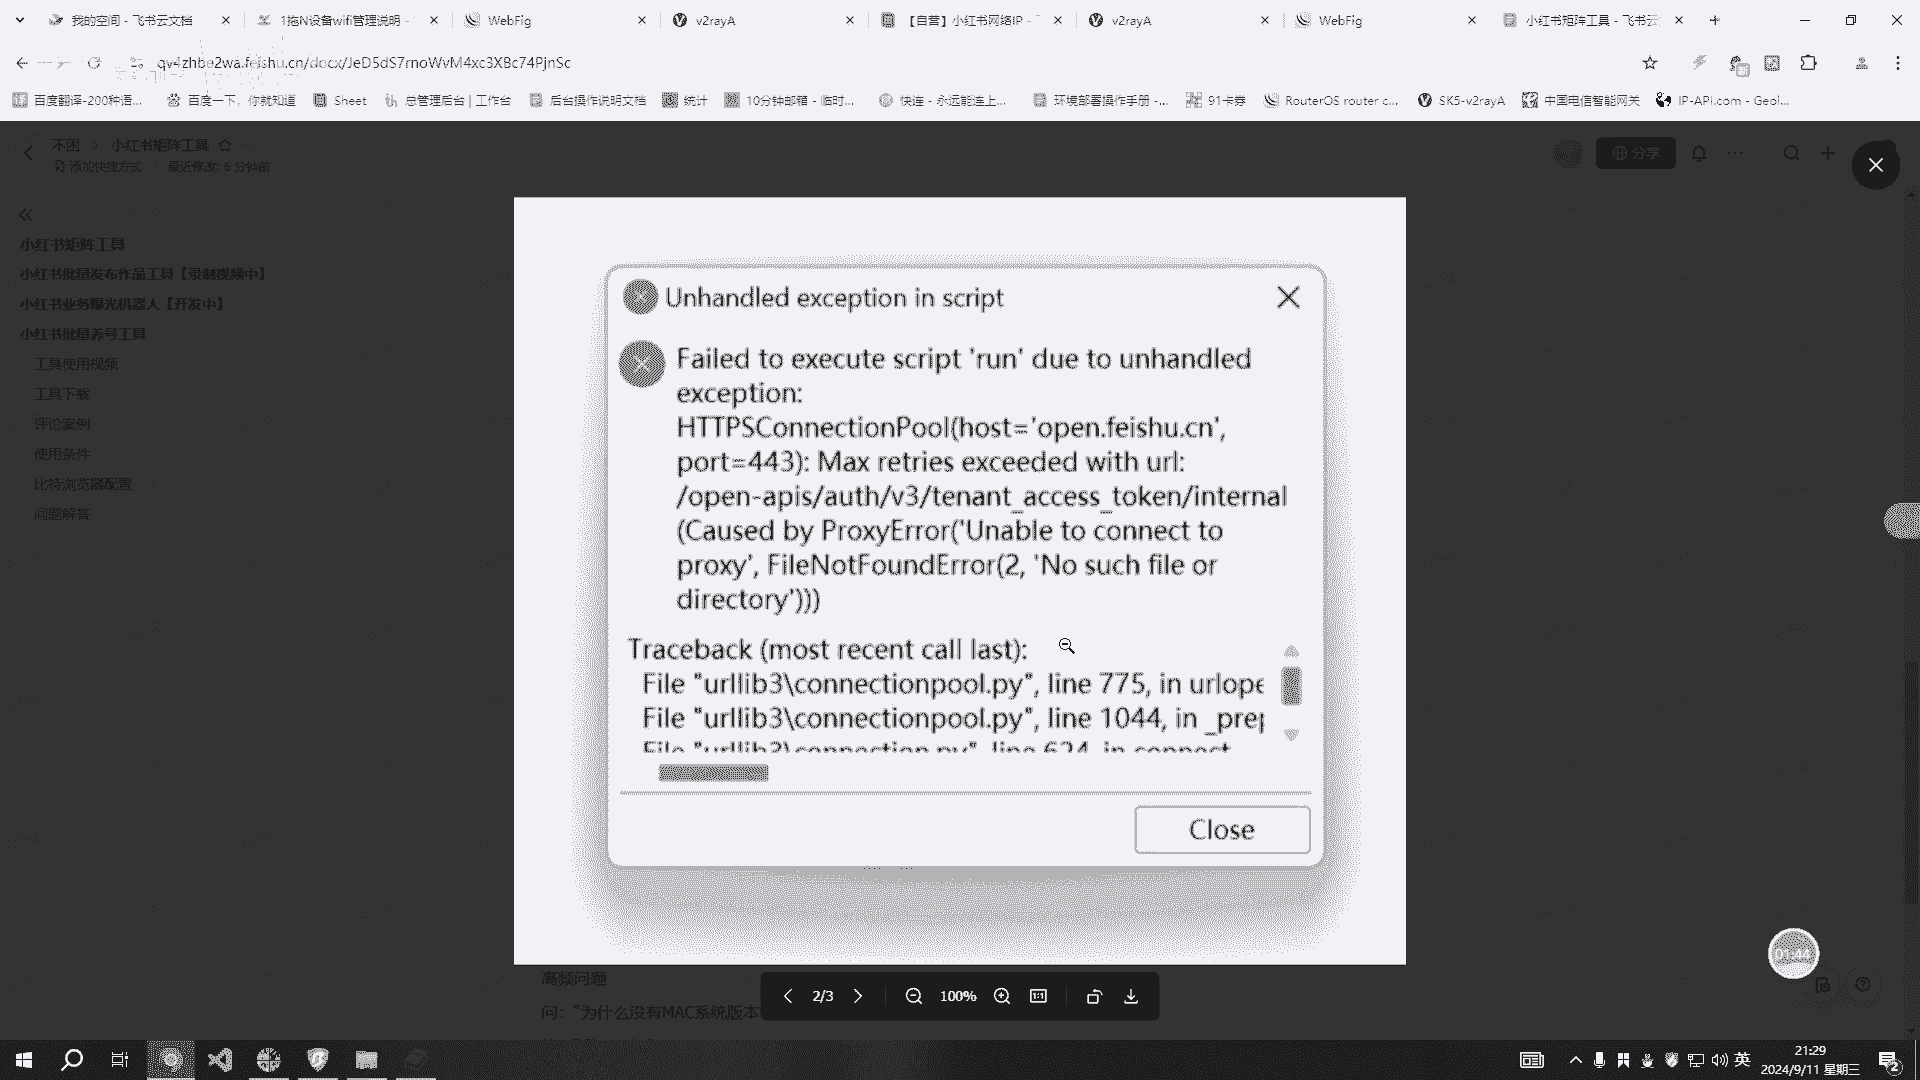 我的空间 - 飞书云文档
1拖N设备wifi管理说明 -
WebFig
v2rayA
【自营】小红书网络IP -
v2rayA
WebFig
小红书矩阵工具 - 飞书云
qv4zhbe2wa.feishu.cn/docx/JeD5dS7rnoWvM4xc3XBc74PjnSc
百度翻译-200种语...
百度一下，你就知道
Sheet
总管理后台 | 工作台
后台操作说明文档
统计
10分钟邮箱 - 临时...
快连 - 永远能连上...
环境部署操作手册 -...
91卡券
RouterOS router c...
SK5-v2rayA
中国电信智能网关
IP-API.com - Geol...
不困 > 小红书矩阵工具
添加快捷方式 最近修改: 6 分钟前
分享
小红书矩阵工具
小红书批量发布作品工具【录制视频中】
小红书业务曝光机器人【开发中】
小红书批量养号工具
工具使用视频
工具下载
评论案例
使用条件
比特浏览器配置
问题解答
Unhandled exception in script
Failed to execute script 'run' due to unhandled
exception:
HTTPSConnectionPool(host='open.feishu.cn',
port=443): Max retries exceeded with url:
/open-apis/auth/v3/tenant_access_token/internal
(Caused by ProxyError('Unable to connect to
proxy', FileNotFoundError(2, 'No such file or
directory')))
Traceback (most recent call last):
File "urllib3\connectionpool.py", line 775, in urlope
File "urllib3\connectionpool.py", line 1044, in _prep
File "urllib3\connection.py", line 624, in connect
Close
高频问题
问："为什么没有MAC系统版本
2/3
100%
1:1
01:44
英
21:29
2024/9/11 星期三
2